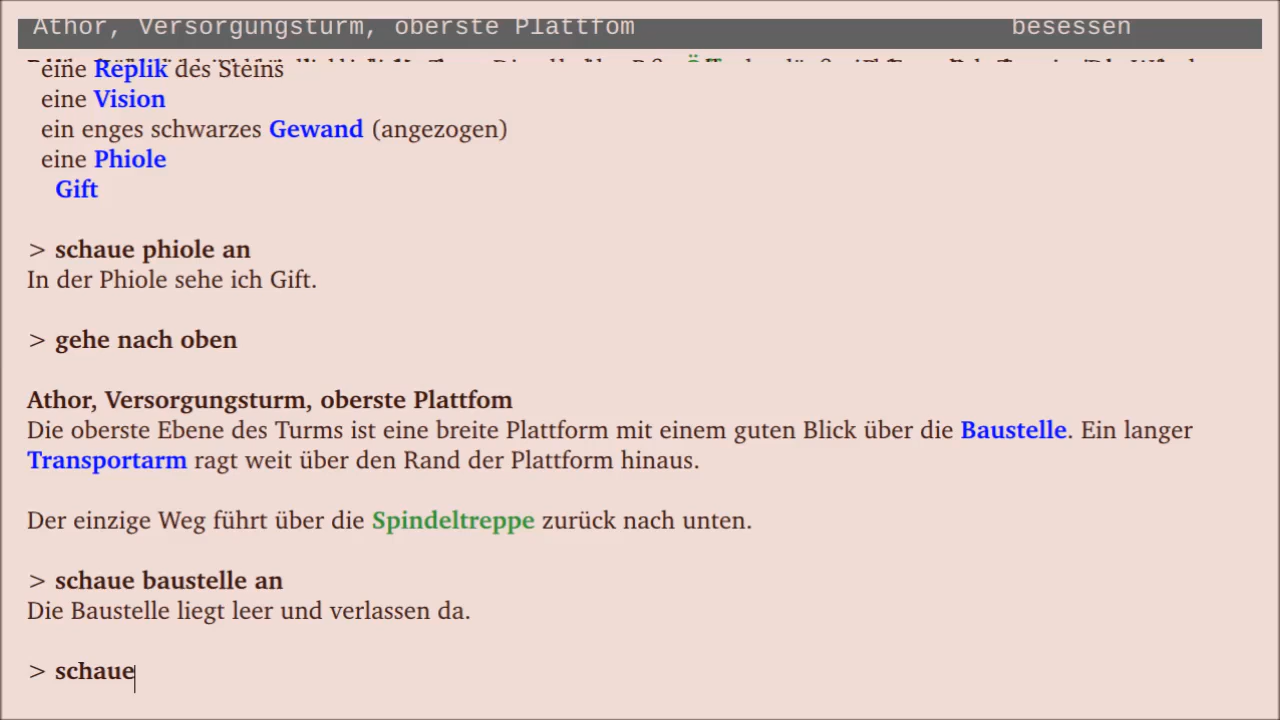 Athor, Versorgungsturm, oberste Plattfom besessen
eine Replik des Steins
eine Vision
ein enges schwarzes Gewand (angezogen)
eine Phiole
Gift
> schaue phiole an
In der Phiole sehe ich Gift.
> gehe nach oben
Athor, Versorgungsturm, oberste Plattfom
Die oberste Ebene des Turms ist eine breite Plattform mit einem guten Blick über die Baustelle. Ein langer
Transportarm ragt weit über den Rand der Plattform hinaus.
Der einzige Weg führt über die Spindeltreppe zurück nach unten.
> schaue baustelle an
Die Baustelle liegt leer und verlassen da.
> schaue